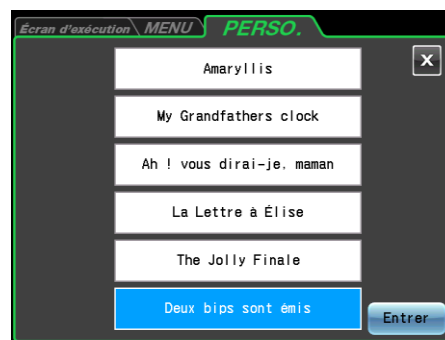 Écran d'exécution MENU PERSO.
X
Amaryllis
My Grandfathers clock
Ah ! vous dirai-je, maman
La Lettre à Élise
The Jolly Finale
Deux bips sont émis
Entrer